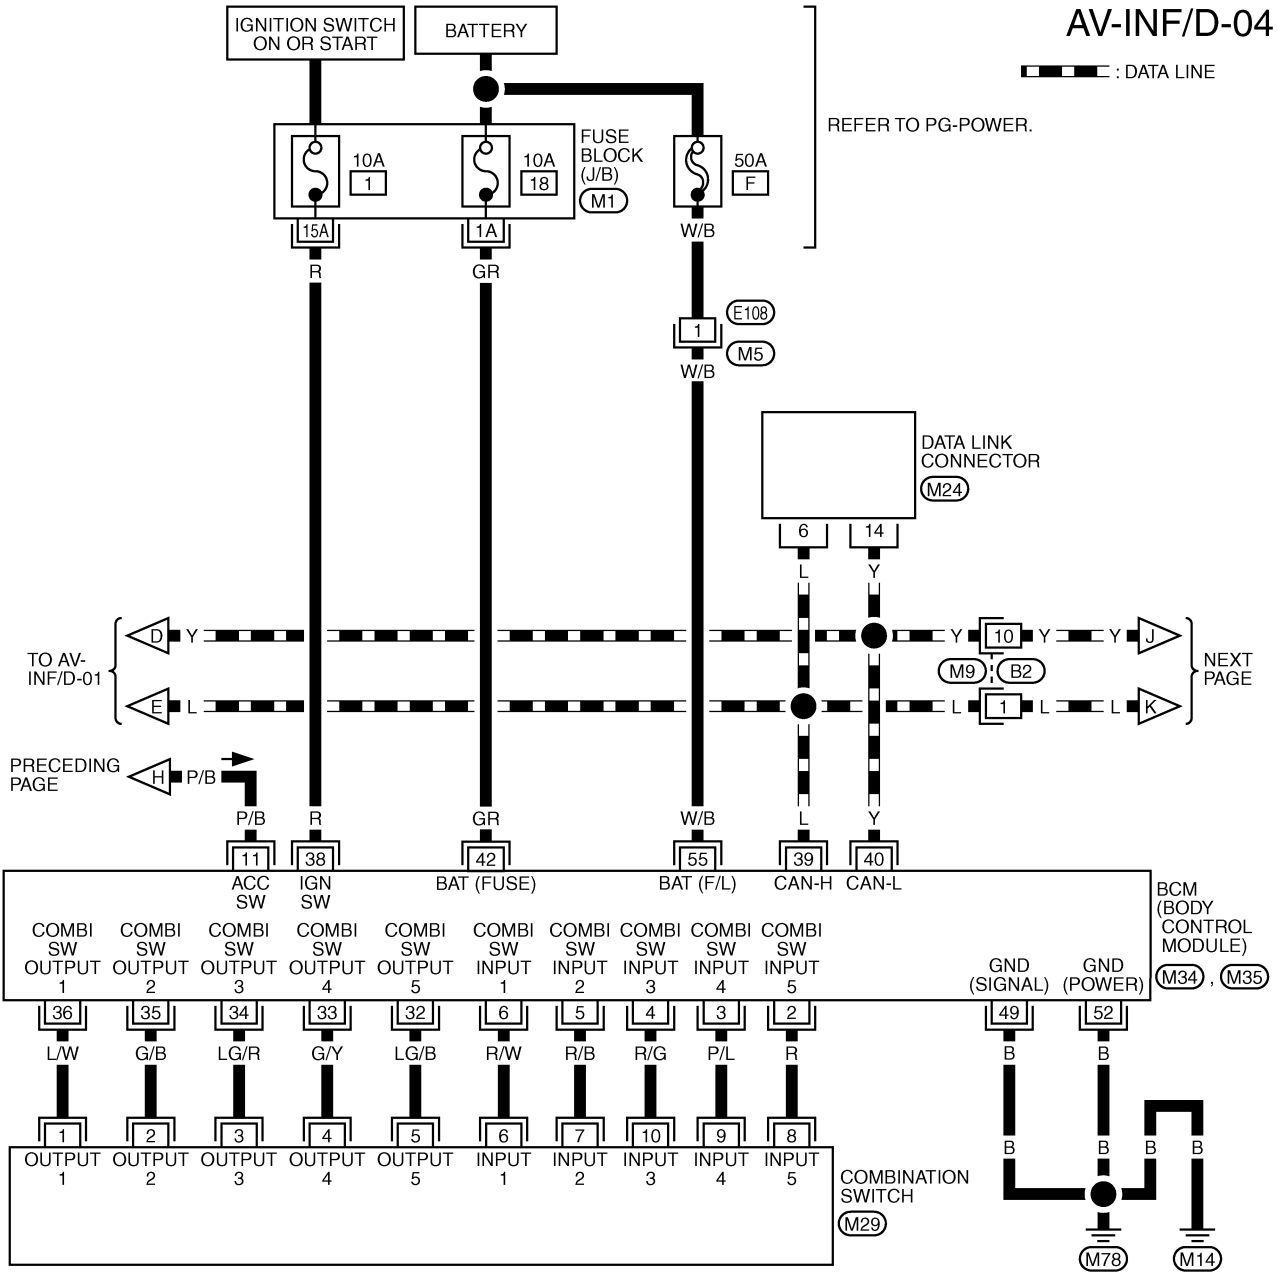 AV-INF/D-04
: DATA LINE
IGNITION SWITCH
ON OR START
BATTERY
REFER TO PG-POWER.
10A
1
10A
18
FUSE
BLOCK
(J/B)
M1
50A
F
15A
1A
W/B
R
GR
E108
1
M5
W/B
DATA LINK
CONNECTOR
M24
6
14
L
Y
D
Y
Y
10
Y
Y
J
TO AV-
INF/D-01
M9
B2
NEXT
PAGE
E
L
L
1
L
L
K
PRECEDING
PAGE
H
P/B
P/B
R
GR
W/B
L
Y
11
38
42
55
39
40
ACC
SW
IGN
SW
BAT (FUSE)
BAT (F/L)
CAN-H
CAN-L
BCM
(BODY
CONTROL
MODULE)
M34 , M35
COMBI
SW
OUTPUT
1
COMBI
SW
OUTPUT
2
COMBI
SW
OUTPUT
3
COMBI
SW
OUTPUT
4
COMBI
SW
OUTPUT
5
COMBI
SW
INPUT
1
COMBI
SW
INPUT
2
COMBI
SW
INPUT
3
COMBI
SW
INPUT
4
COMBI
SW
INPUT
5
GND
(SIGNAL)
GND
(POWER)
36
35
34
33
32
6
5
4
3
2
49
52
L/W
G/B
LG/R
G/Y
LG/B
R/W
R/B
R/G
P/L
R
B
B
1
2
3
4
5
6
7
10
9
8
B
B
B
B
OUTPUT
1
OUTPUT
2
OUTPUT
3
OUTPUT
4
OUTPUT
5
INPUT
1
INPUT
2
INPUT
3
INPUT
4
INPUT
5
COMBINATION
SWITCH
M29
M78
M14